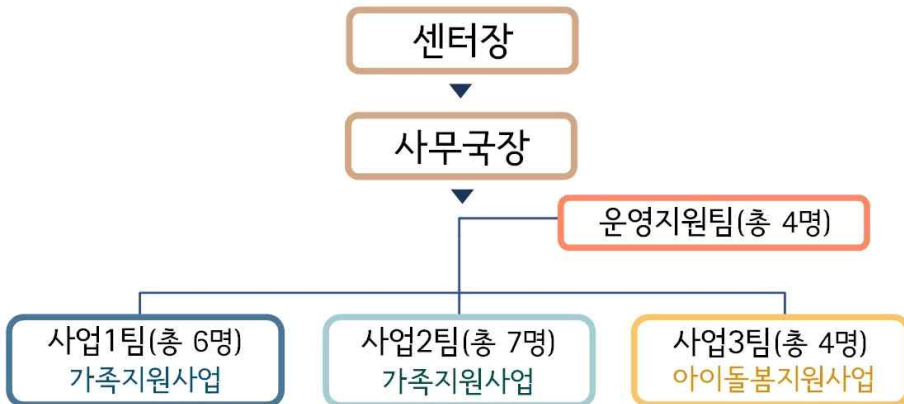 센터장
사무국장
운영지원팀(총 4명)
사업1팀(총 6명)
가족지원사업
사업2팀(총 7명)
가족지원사업
사업3팀(총 4명)
아이돌봄지원사업